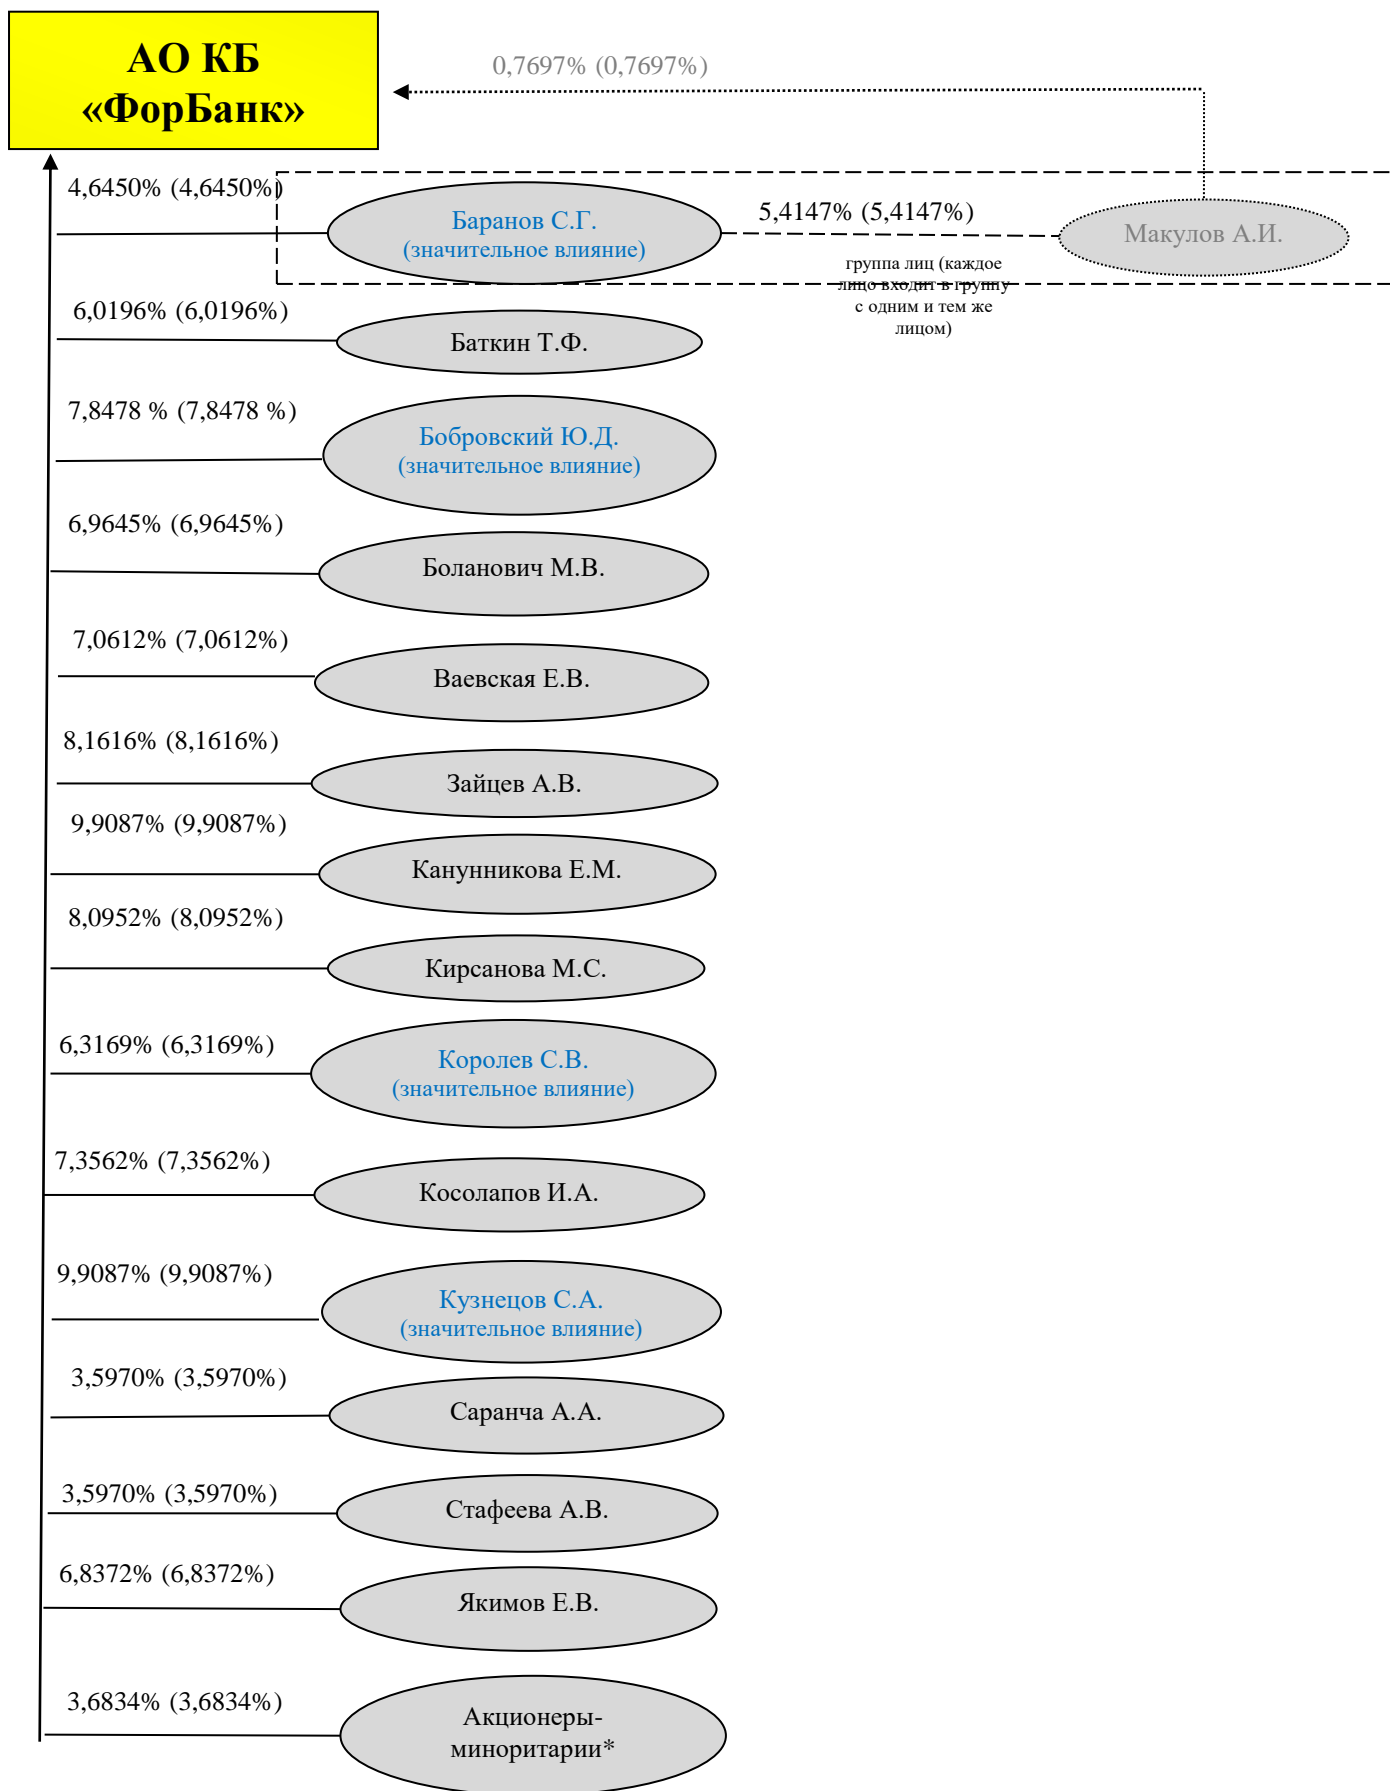 АО КБ
«ФорБанк»
0,7697% (0,7697%)
4,6450% (4,6450%)
Баранов С.Г.
(значительное влияние)
5,4147% (5,4147%)
Макулов А.И.
группа лиц (каждое
лицо входит в группу
с одним и тем же
лицом)
6,0196% (6,0196%)
Баткин Т.Ф.
7,8478 % (7,8478 %)
Бобровский Ю.Д.
(значительное влияние)
6,9645% (6,9645%)
Боланович М.В.
7,0612% (7,0612%)
Ваевская Е.В.
8,1616% (8,1616%)
Зайцев А.В.
9,9087% (9,9087%)
Канунникова Е.М.
8,0952% (8,0952%)
Кирсанова М.С.
6,3169% (6,3169%)
Королев С.В.
(значительное влияние)
7,3562% (7,3562%)
Косолапов И.А.
9,9087% (9,9087%)
Кузнецов С.А.
(значительное влияние)
3,5970% (3,5970%)
Саранча А.А.
3,5970% (3,5970%)
Стафеева А.В.
6,8372% (6,8372%)
Якимов Е.В.
3,6834% (3,6834%)
Акционеры-
миноритарии*